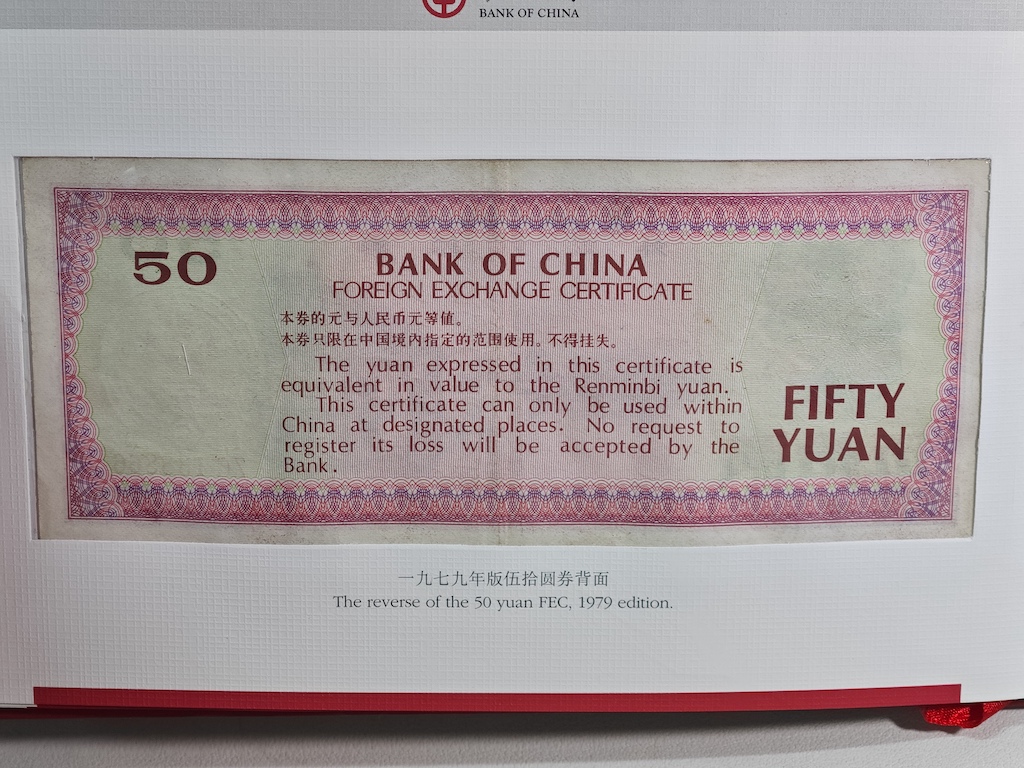 BANK OF CHINA
50
BANK OF CHINA
FOREIGN EXCHANGE CERTIFICATE
本券的元与人民币元等值。
本券只限在中国境内指定的范围使用。不得挂失。
The yuan expressed in this certificate is
equivalent in value to the Renminbi yuan.
This certificate can only be used within
China at designated places. No request to
register its loss will be accepted by the
Bank.
FIFTY
YUAN
一九七九年版伍拾圆券背面
The reverse of the 50 yuan FEC, 1979 edition.